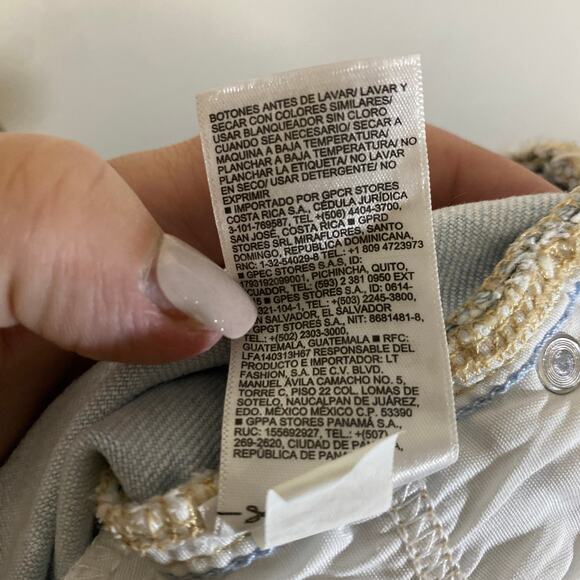 BOTONES ANTES DE LAVAR/ LAVAR Y
SECAR CON COLORES SIMILARES/
USAR BLANQUEADOR SIN CLORO
CUANDO SEA NECESARIO/ SECAR A
MAQUINA A BAJA TEMPERATURA/
PLANCHAR A BAJA TEMPERATURA/ NO
PLANCHAR LA ETIQUETA/ NO LAVAR
EN SECO/ USAR DETERGENTE/ NO
EXPRIMIR
■ IMPORTADO POR GPCR STORES
COSTA RICA S.A., CÉDULA JURÍDICA
3-101-769587, TEL +(506) 4404-3700,
SAN JOSÉ, COSTA RICA ■ GPRD
STORES SRL MIRAFLORES, SANTO
DOMINGO, REPUBLICA DOMINICANA,
RNC: 1-32-54029-8 TEL: +1 809 4723973
■ GPEC STORES S.A.S, ID:
1793192099001, PICHINCHA, QUITO,
ECUADOR, TEL: (593) 2 381 0950 EXT
15 ■ GPES STORES S.A., ID: 0614-
321-104-1, TEL: +(503) 2245-3800,
SAN SALVADOR, EL SALVADOR
■ GPGT STORES S.A., NIT: 8681481-8,
TEL.: +(502) 2303-3000.
GUATEMALA, GUATEMALA ■ RFC:
LFA140313H67 RESPONSABLE DEL
PRODUCTO E IMPORTADOR: LT
FASHION, S.A. DE C.V. BLVD.
MANUEL ÁVILA CAMACHO NO. 5,
TORRE C, PISO 22 COL. LOMAS DE
SOTELO, NAUCALPAN DE JUÁREZ,
EDO. MÉXICO MÉXICO C.P. 53390
■ GPPA STORES PANAMÁ S.A.,
RUC: 155692927, TEL: +(507)
269-2620, CIUDAD DE PANAMÁ,
REPÚBLICA DE PANA